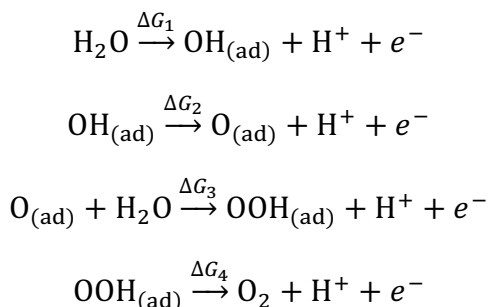 H₂O —ΔG₁→ OH₍ad₎ + H⁺ + e⁻
OH₍ad₎ —ΔG₂→ O₍ad₎ + H⁺ + e⁻
O₍ad₎ + H₂O —ΔG₃→ OOH₍ad₎ + H⁺ + e⁻
OOH₍ad₎ —ΔG₄→ O₂ + H⁺ + e⁻